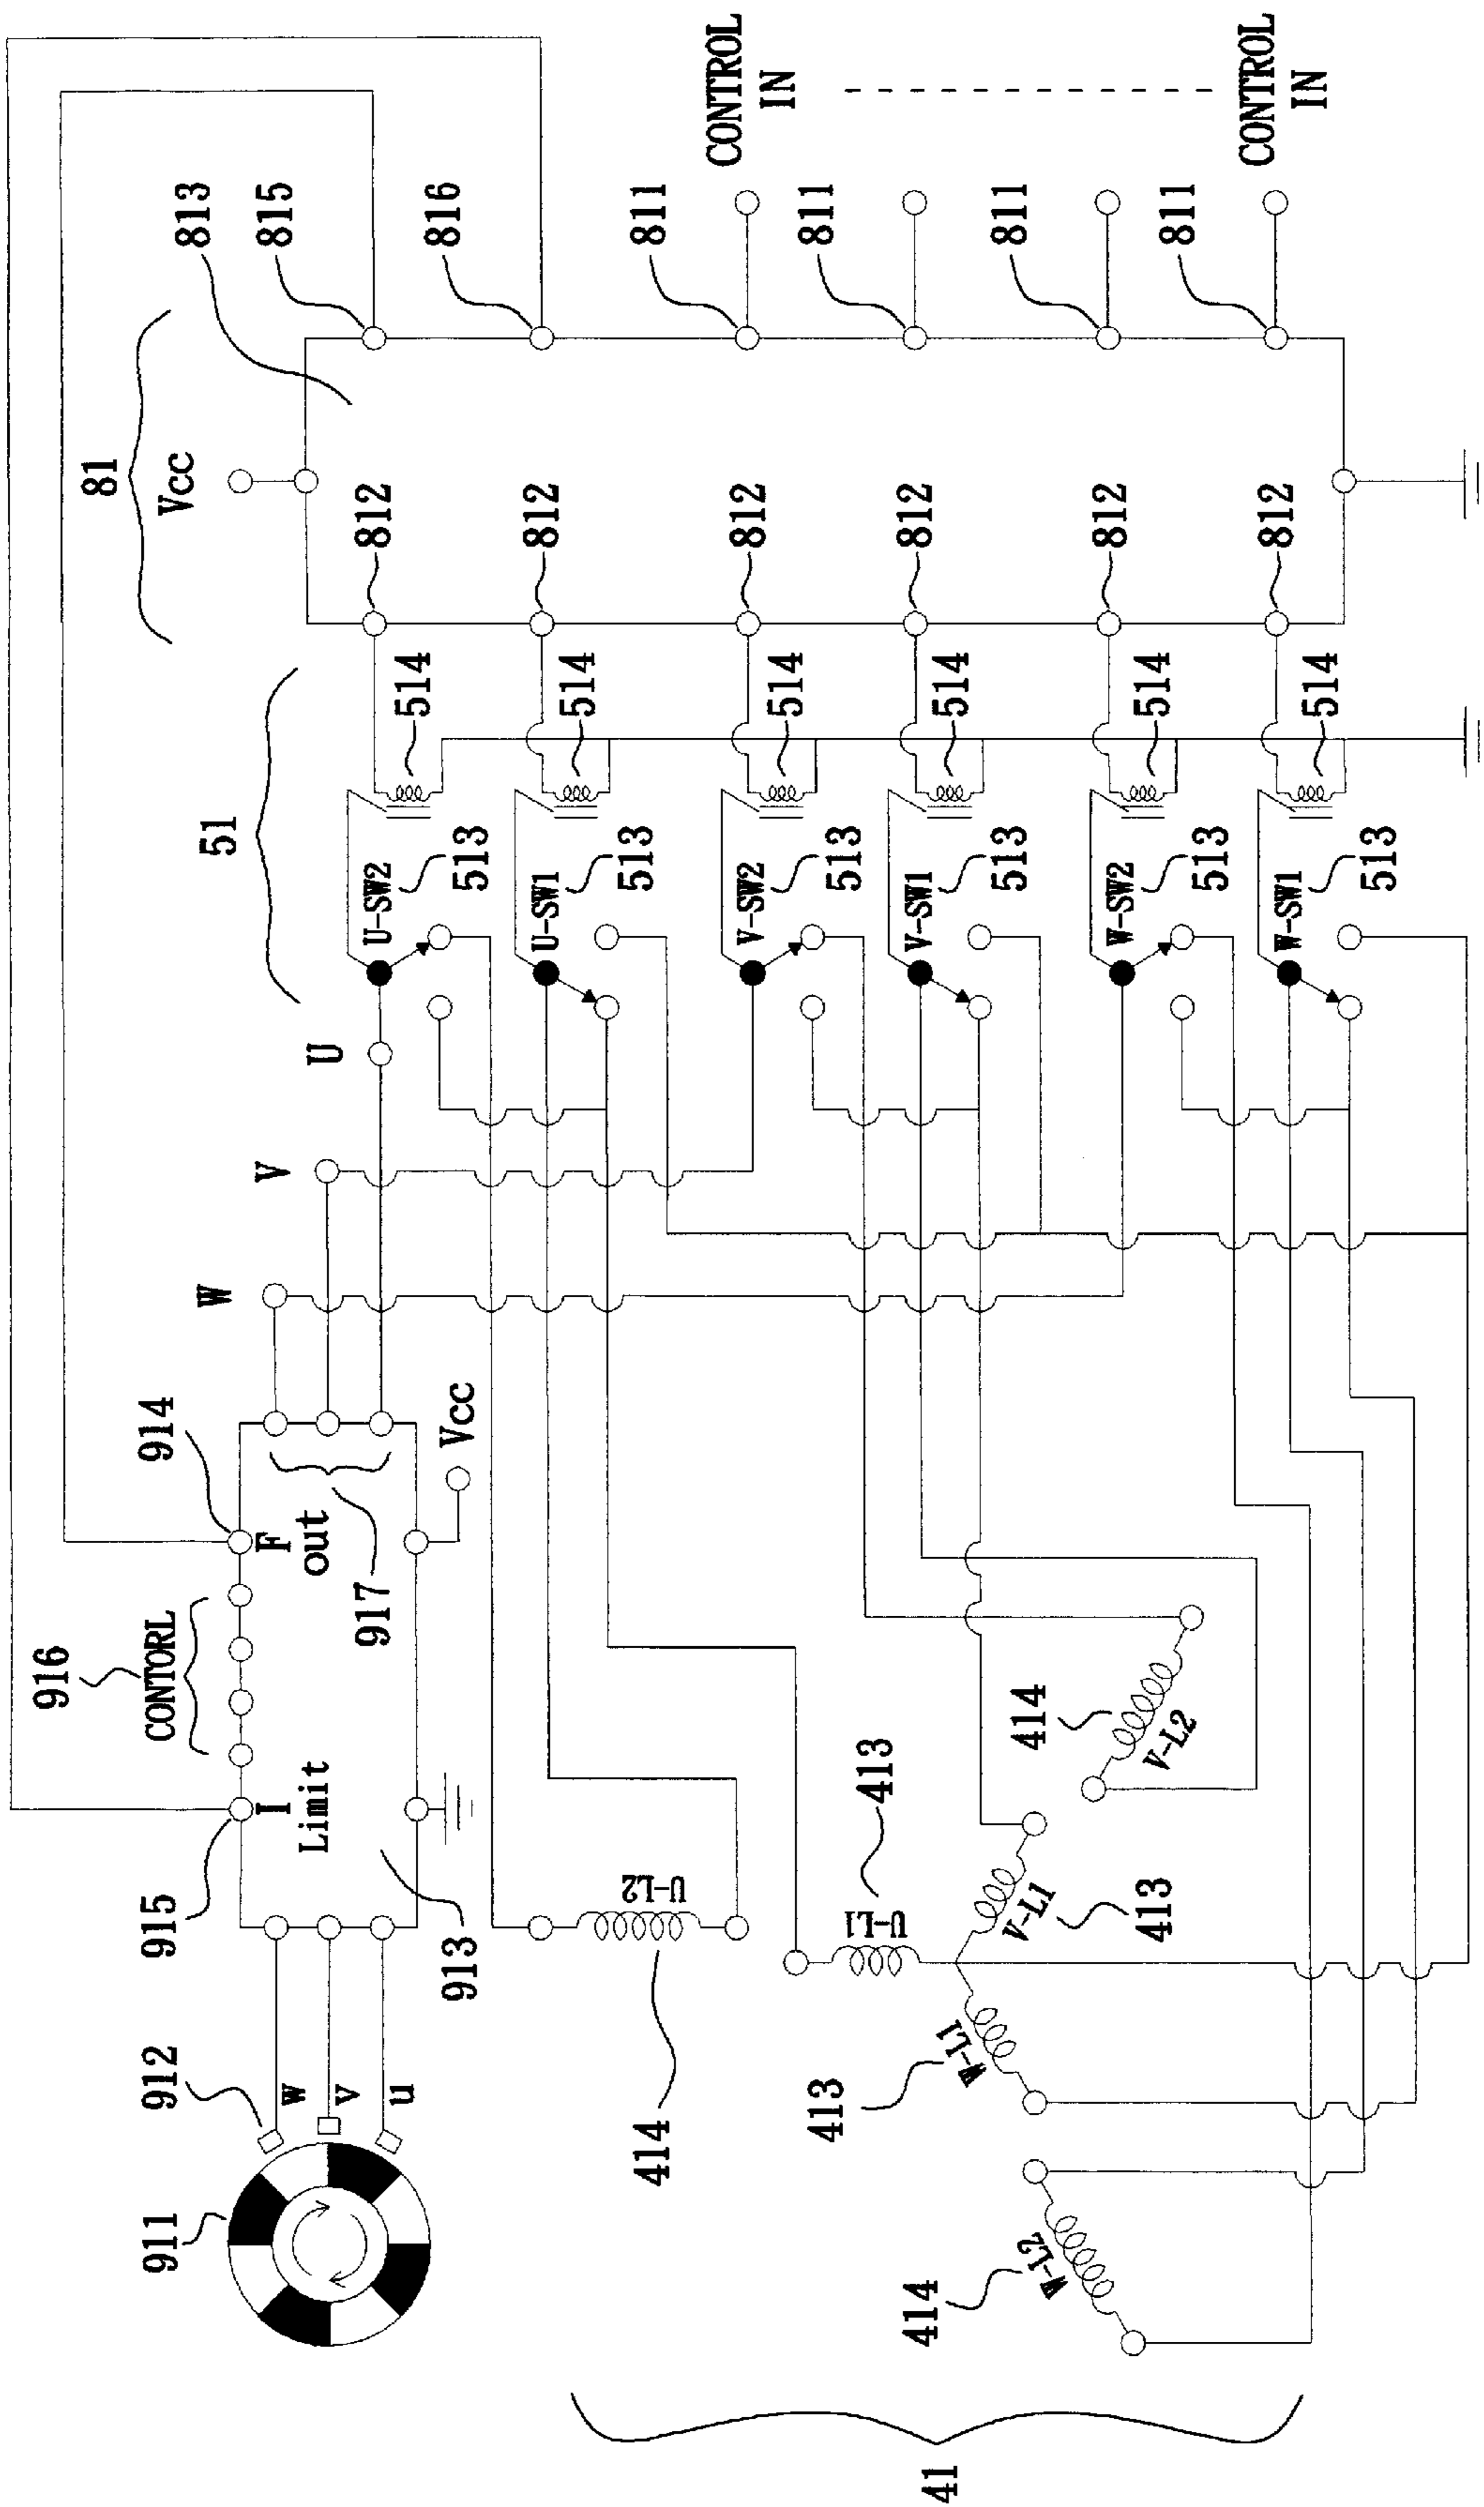 916
81
911
912
915
CONTORL
914
Vcc
813
W
51
V
I
Limit
F
out
815
w
v
u
U
917
U-SW2
812
514
816
913
Vcc
513
U-SW1
812
514
414
U-L2
513
811
CONTROL
IN
V-SW2
812
514
413
513
811
413
U-L1
41
414
V-SW1
812
514
W-L1
V-L1
414
513
811
W-L2
413
V-L2
W-SW2
812
514
513
811
CONTROL
IN
W-SW1
812
514
513